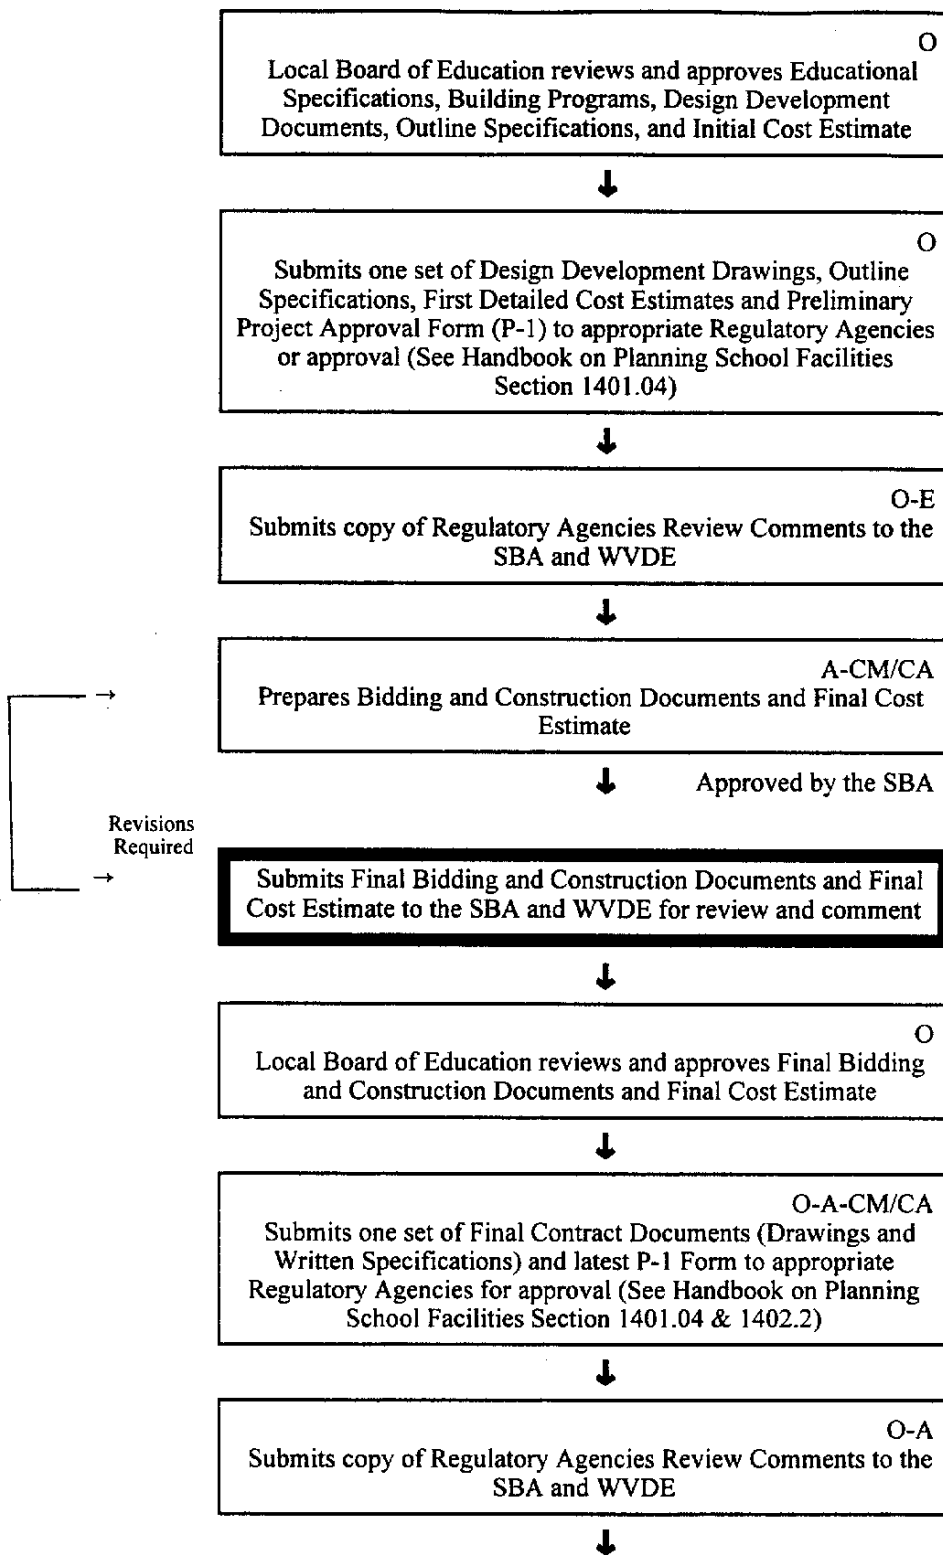 O
Local Board of Education reviews and approves Educational
Specifications, Building Programs, Design Development
Documents, Outline Specifications, and Initial Cost Estimate
O
Submits one set of Design Development Drawings, Outline
Specifications, First Detailed Cost Estimates and Preliminary
Project Approval Form (P-1) to appropriate Regulatory Agencies
or approval (See Handbook on Planning School Facilities
Section 1401.04)
O-E
Submits copy of Regulatory Agencies Review Comments to the
SBA and WVDE
A-CM/CA
Prepares Bidding and Construction Documents and Final Cost
Estimate
Approved by the SBA
Revisions
Required
Submits Final Bidding and Construction Documents and Final
Cost Estimate to the SBA and WVDE for review and comment
O
Local Board of Education reviews and approves Final Bidding
and Construction Documents and Final Cost Estimate
O-A-CM/CA
Submits one set of Final Contract Documents (Drawings and
Written Specifications) and latest P-1 Form to appropriate
Regulatory Agencies for approval (See Handbook on Planning
School Facilities Section 1401.04 & 1402.2)
O-A
Submits copy of Regulatory Agencies Review Comments to the
SBA and WVDE